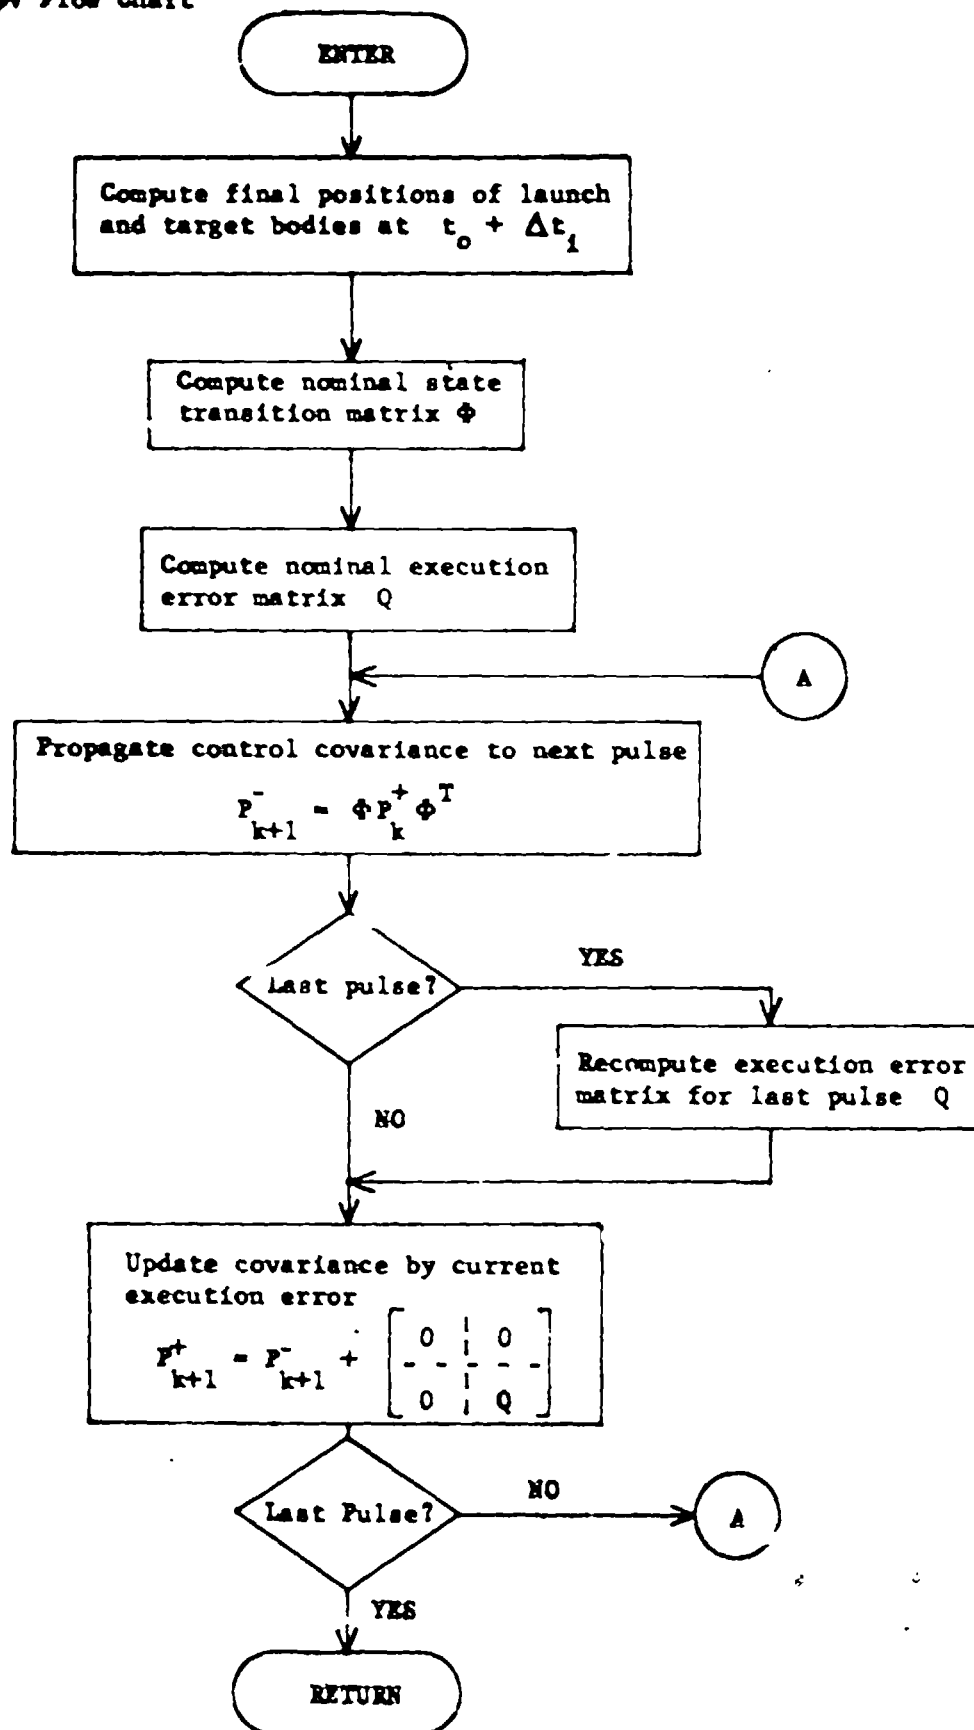 Flow Chart
ENTER
Compute final positions of launch
and target bodies at t_o + Δt_i
Compute nominal state
transition matrix Φ
Compute nominal execution
error matrix Q
A
Propagate control covariance to next pulse
P^-_{k+1} = Φ P^+_k Φ^T
Last pulse?
YES
Recompute execution error
matrix for last pulse Q
NO
Update covariance by current
execution error
P^+_{k+1} = P^-_{k+1} + [ 0 0
0 Q ]
Last Pulse?
NO
A
YES
RETURN